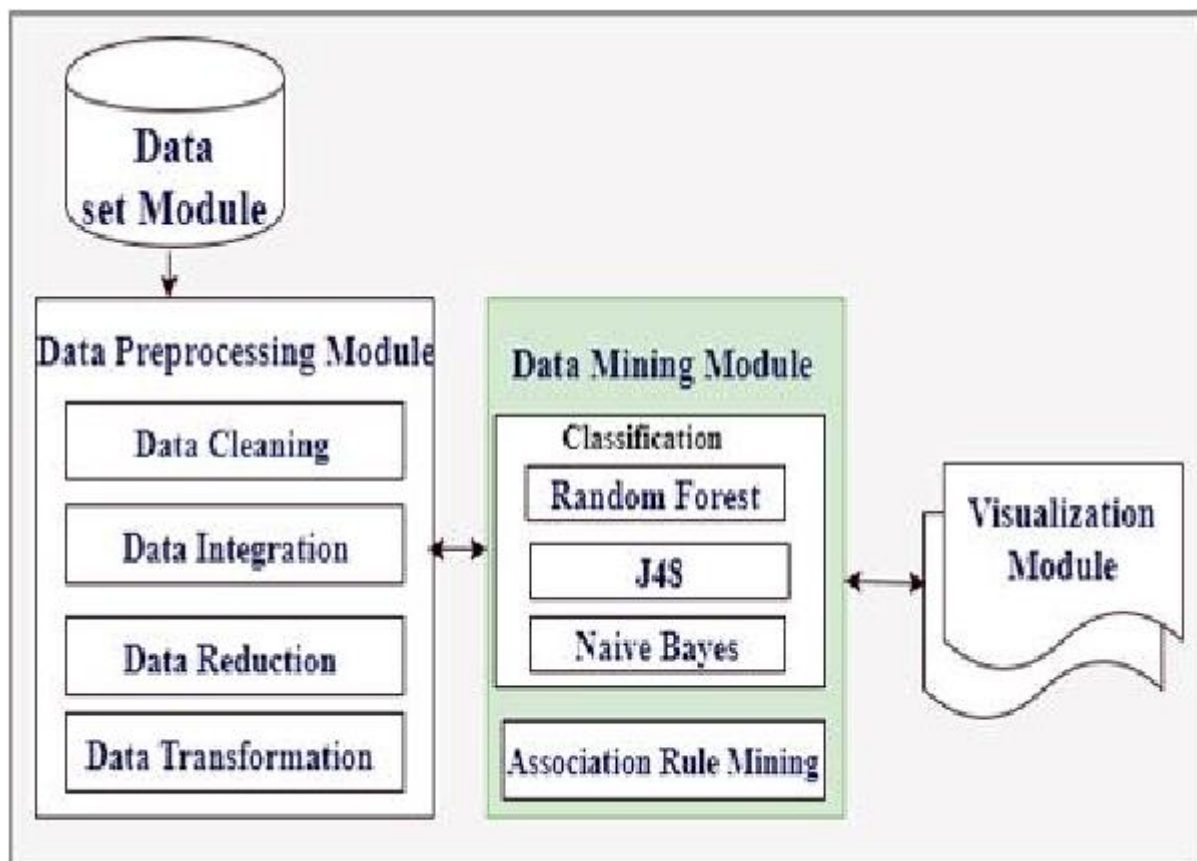 Data
set Module
Data Preprocessing Module
Data Cleaning
Data Integration
Data Reduction
Data Transformation
Data Mining Module
Classification
Random Forest
J4S
Naive Bayes
Association Rule Mining
Visualization
Module